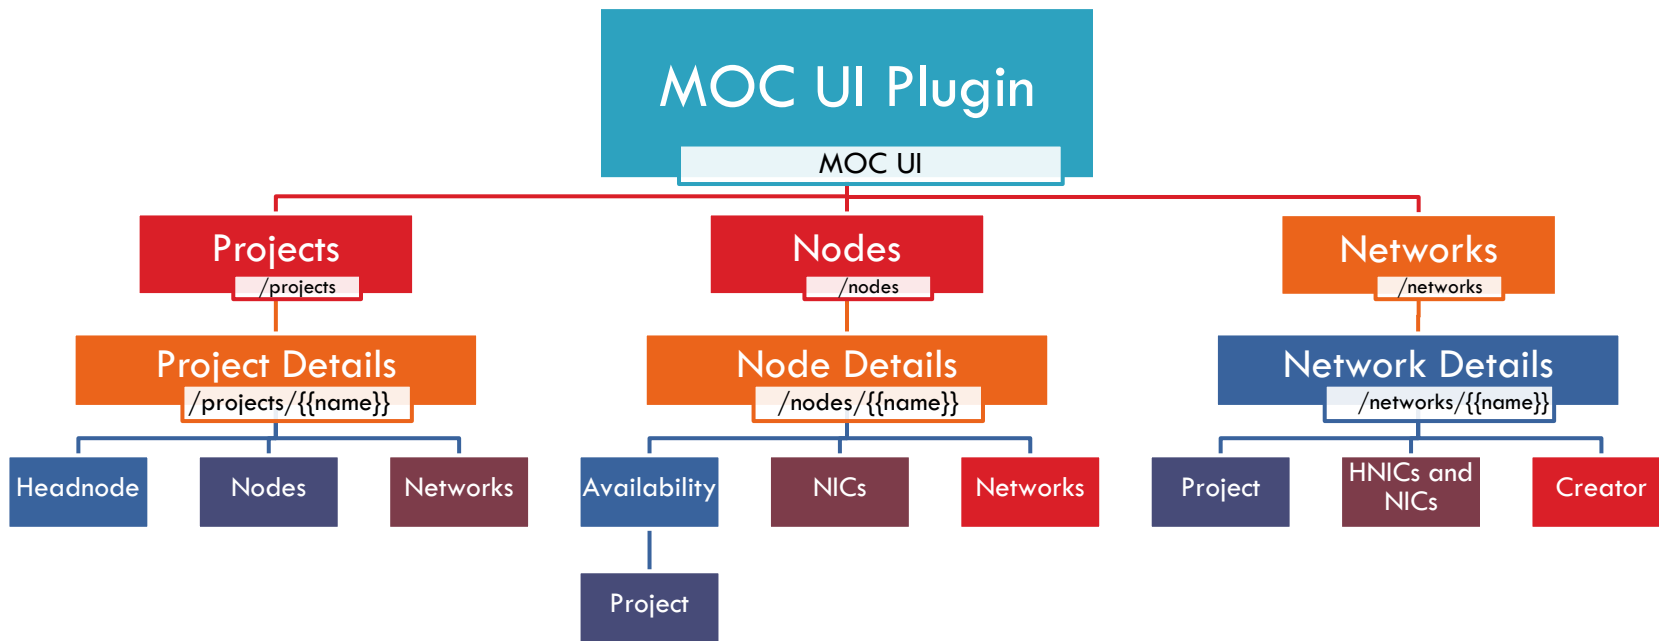 MOC UI Plugin
MOC UI
Projects
/projects
Nodes
/nodes
Networks
/networks
Project Details
/projects/{{name}}
Node Details
/nodes/{{name}}
Network Details
/networks/{{name}}
Headnode
Nodes
Networks
Availability
NICs
Networks
Project
HNICs and
NICs
Creator
Project